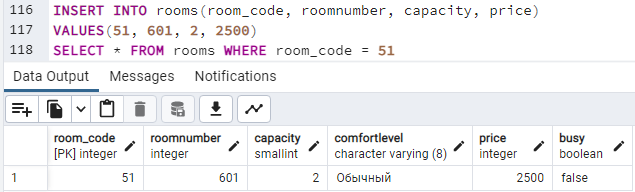 116 INSERT INTO rooms(room_code, roomnumber, capacity, price)
117 VALUES(51, 601, 2, 2500)
118 SELECT * FROM rooms WHERE room_code = 51
Data Output Messages Notifications
room_code roomnumber capacity comfortlevel price busy
[PK] integer integer smallint character varying (8) integer boolean
1 51 601 2 Обычный 2500 false